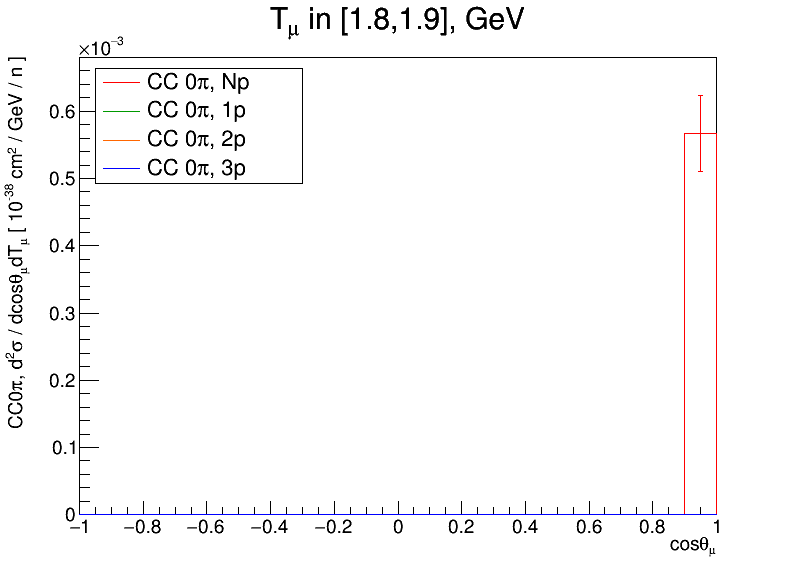 T_μ in [1.8,1.9], GeV
×10⁻³
CC0π, d²σ / dcosθ_μdT_μ [ 10⁻³⁸ cm² / GeV / n ]
CC 0π, Np
CC 0π, 1p
CC 0π, 2p
CC 0π, 3p
0.6
0.5
0.4
0.3
0.2
0.1
0
−1 −0.8 −0.6 −0.4 −0.2 0 0.2 0.4 0.6 0.8 1
cosθ_μ